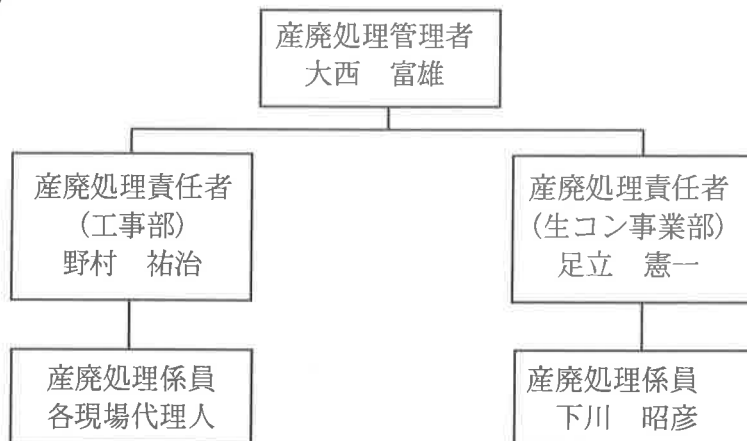 産廃処理管理者
大西　富雄
産廃処理責任者
(工事部)
野村　祐治
産廃処理責任者
(生コン事業部)
足立　憲一
産廃処理係員
各現場代理人
産廃処理係員
下川　昭彦